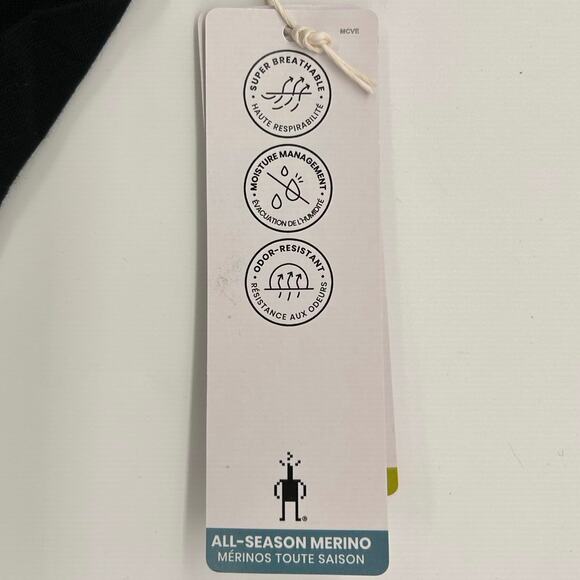 MCVE
SUPER BREATHABLE
HAUTE RESPIRABILITÉ
MOISTURE MANAGEMENT
ÉVACUATION DE L'HUMIDITÉ
ODOR-RESISTANT
RÉSISTANCE AUX ODEURS
®
ALL-SEASON MERINO
MÉRINOS TOUTE SAISON